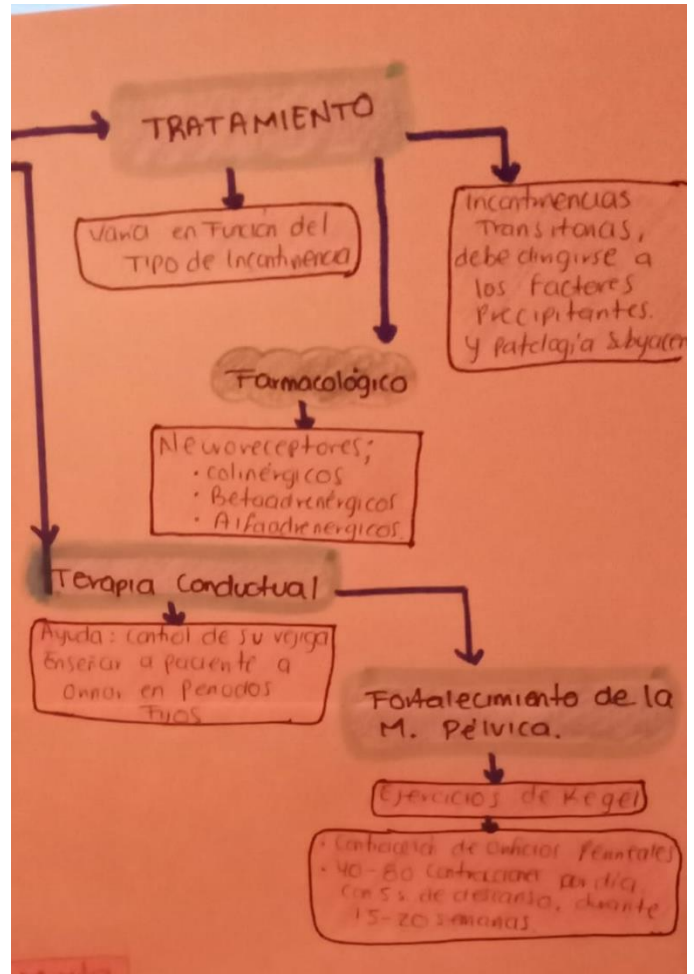 TRATAMIENTO
Varia en Función del
Tipo de Incontinencia
Incontinencias
Transitorias,
debe dirigirse a
los factores
Precipitantes.
y patología Subyacen
Farmacológico
Neuroreceptores;
· colinérgicos
· Betaadrenérgicos
· Alfaadrenergicos.
Terapia Conductual
Ayuda: control de su vejiga
Enseñar a paciente a
Orinar en Periodos
Fijos
Fortalecimiento de la
M. Pélvica.
Ejercicios de Kegel
· Contracción de Orificios Perineales
· 40-80 Contracciones por día,
con 5 s. de descanso, durante
15-20 semanas.